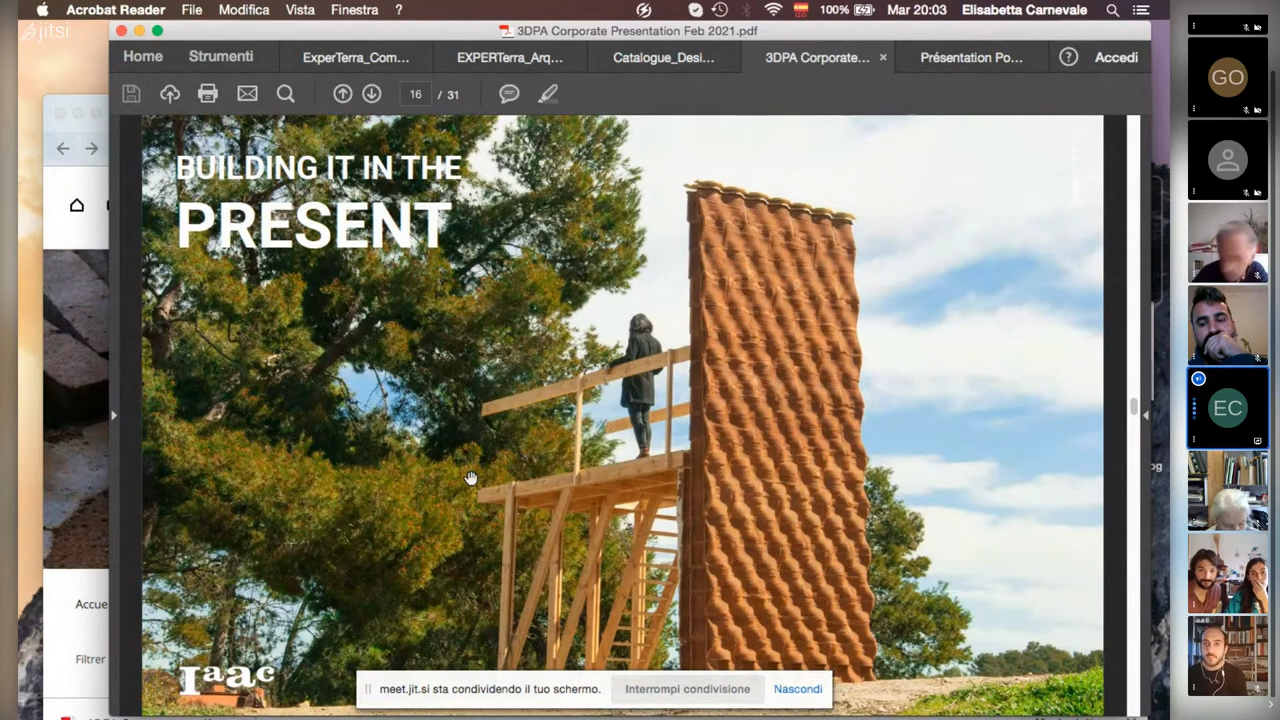 Acrobat Reader File Modifica Vista Finestra ? 100% Mar 20:03 Elisabetta Carnevale
jitsi
3DPA Corporate Presentation Feb 2021.pdf
Home Strumenti ExperTerra_Com... EXPERTerra_Arq... Catalogue_Desi... 3DPA Corporate... × Présentation Po... ? Accedi
16 / 31
GO
BUILDING IT IN THE
PRESENT
EC
og
Accue
Filtrer
Iaac
meet.jit.si sta condividendo il tuo schermo. Interrompi condivisione Nascondi